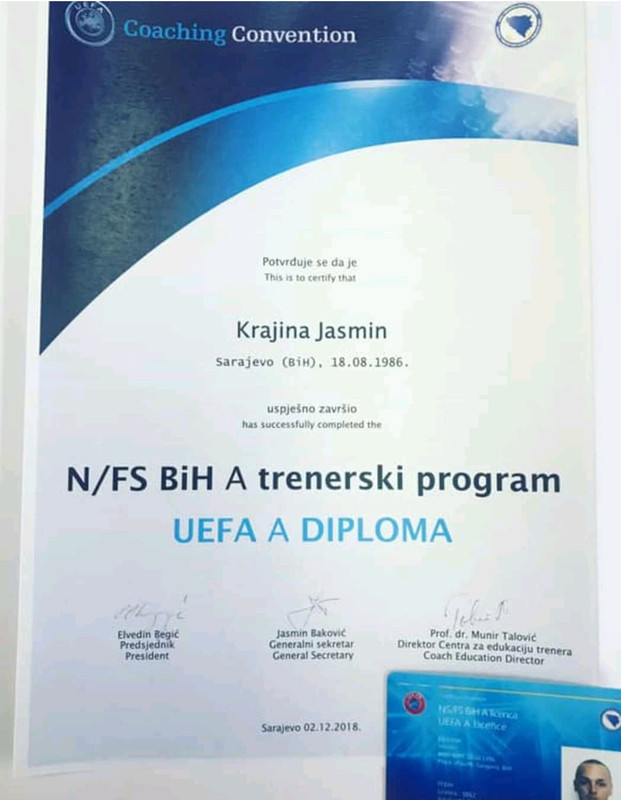 UEFA
Coaching Convention
Potvrđuje se da je
This is to certify that
Krajina Jasmin
Sarajevo (BiH), 18.08.1986.
uspješno završio
has successfully completed the
N/FS BiH A trenerski program
UEFA A DIPLOMA
Elvedin Begić
Predsjednik
President
Jasmin Baković
Generalni sekretar
General Secretary
Prof. dr. Munir Talović
Direktor Centra za edukaciju trenera
Coach Education Director
Sarajevo 02.12.2018.
NS/FS BiH A licenca
UEFA A licence